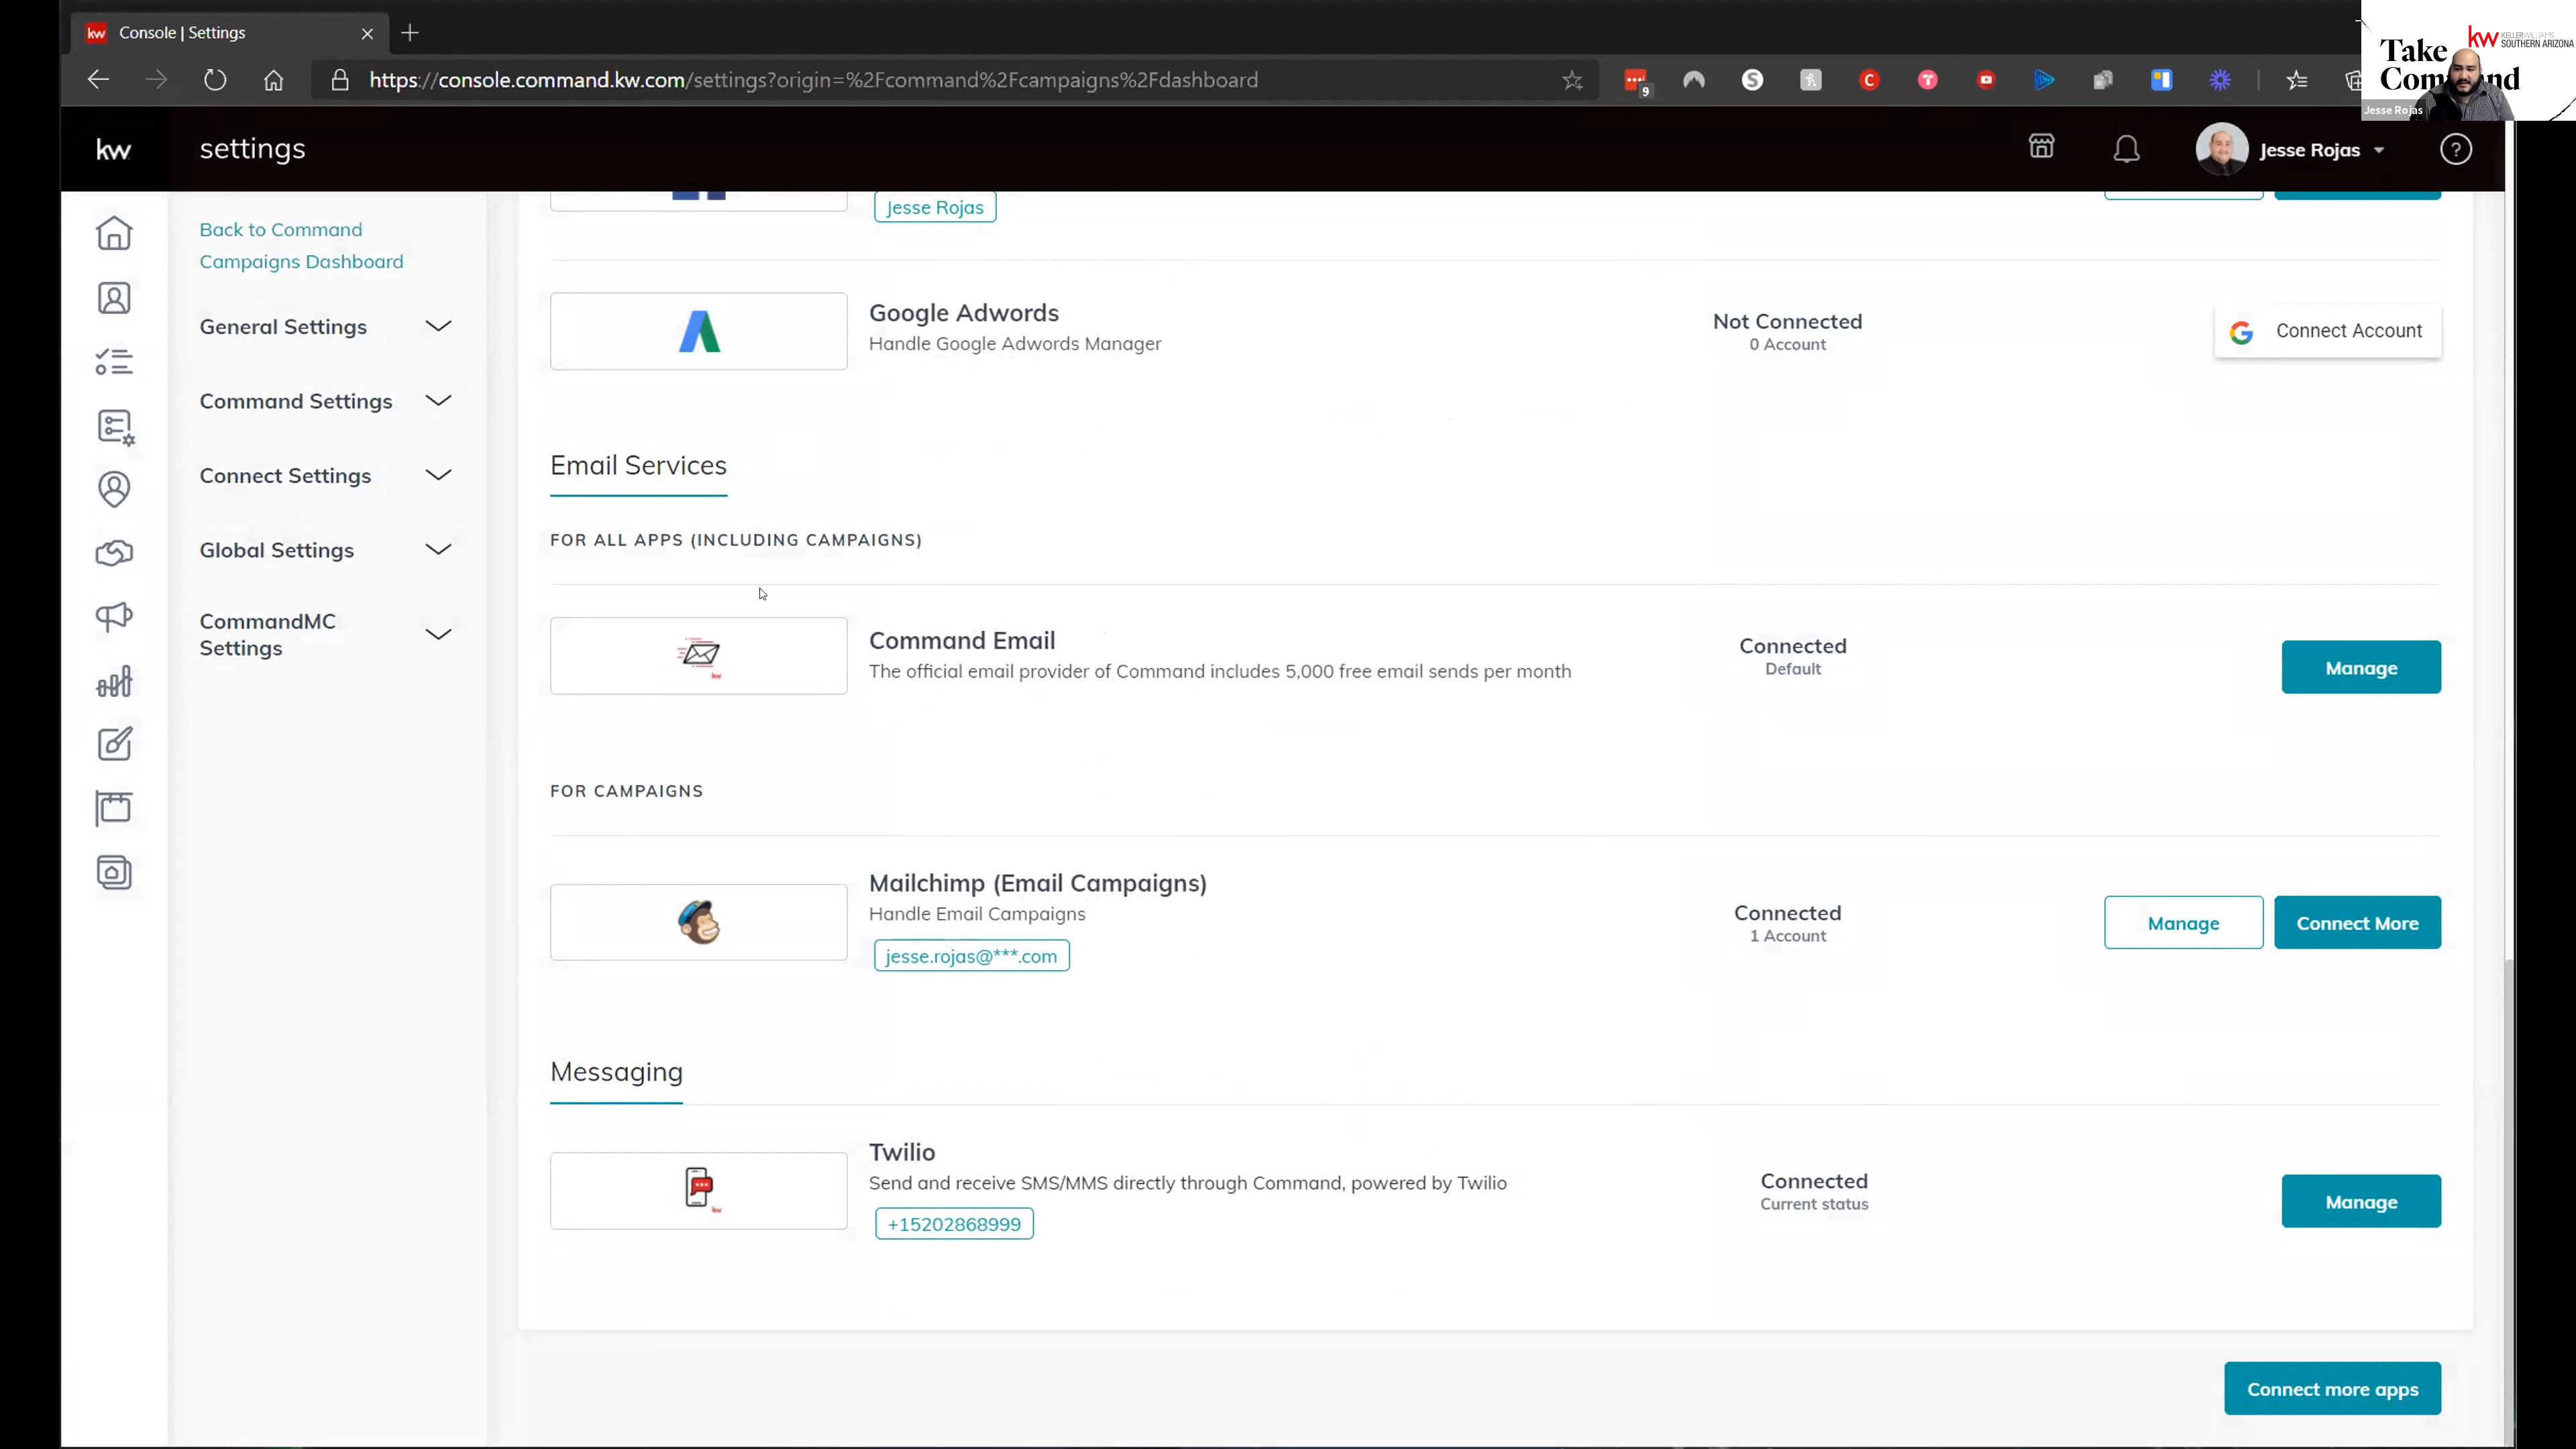 Console | Settings
https://console.command.kw.com/settings?origin=%2Fcommand%2Fcampaigns%2Fdashboard
9
Take
Command
kw KELLERWILLIAMS
SOUTHERN ARIZONA
Jesse Rojas
kw
settings
Jesse Rojas
Back to Command
Campaigns Dashboard
General Settings
Command Settings
Connect Settings
Global Settings
CommandMC
Settings
Jesse Rojas
Google Adwords
Handle Google Adwords Manager
Not Connected
0 Account
Connect Account
Email Services
FOR ALL APPS (INCLUDING CAMPAIGNS)
Command Email
The official email provider of Command includes 5,000 free email sends per month
Connected
Default
Manage
FOR CAMPAIGNS
Mailchimp (Email Campaigns)
Handle Email Campaigns
jesse.rojas@***.com
Connected
1 Account
Manage
Connect More
Messaging
Twilio
Send and receive SMS/MMS directly through Command, powered by Twilio
+15202868999
Connected
Current status
Manage
Connect more apps